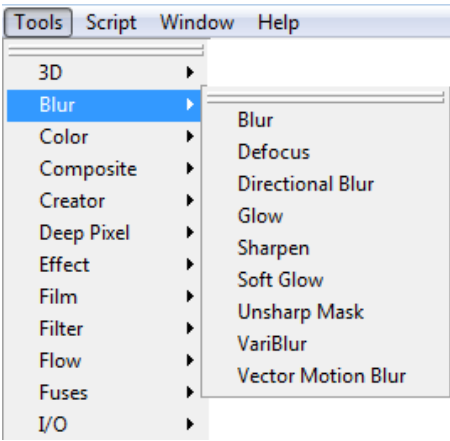 Tools Script Window Help
3D
Blur
Color
Composite
Creator
Deep Pixel
Effect
Film
Filter
Flow
Fuses
I/O
Blur
Defocus
Directional Blur
Glow
Sharpen
Soft Glow
Unsharp Mask
VariBlur
Vector Motion Blur